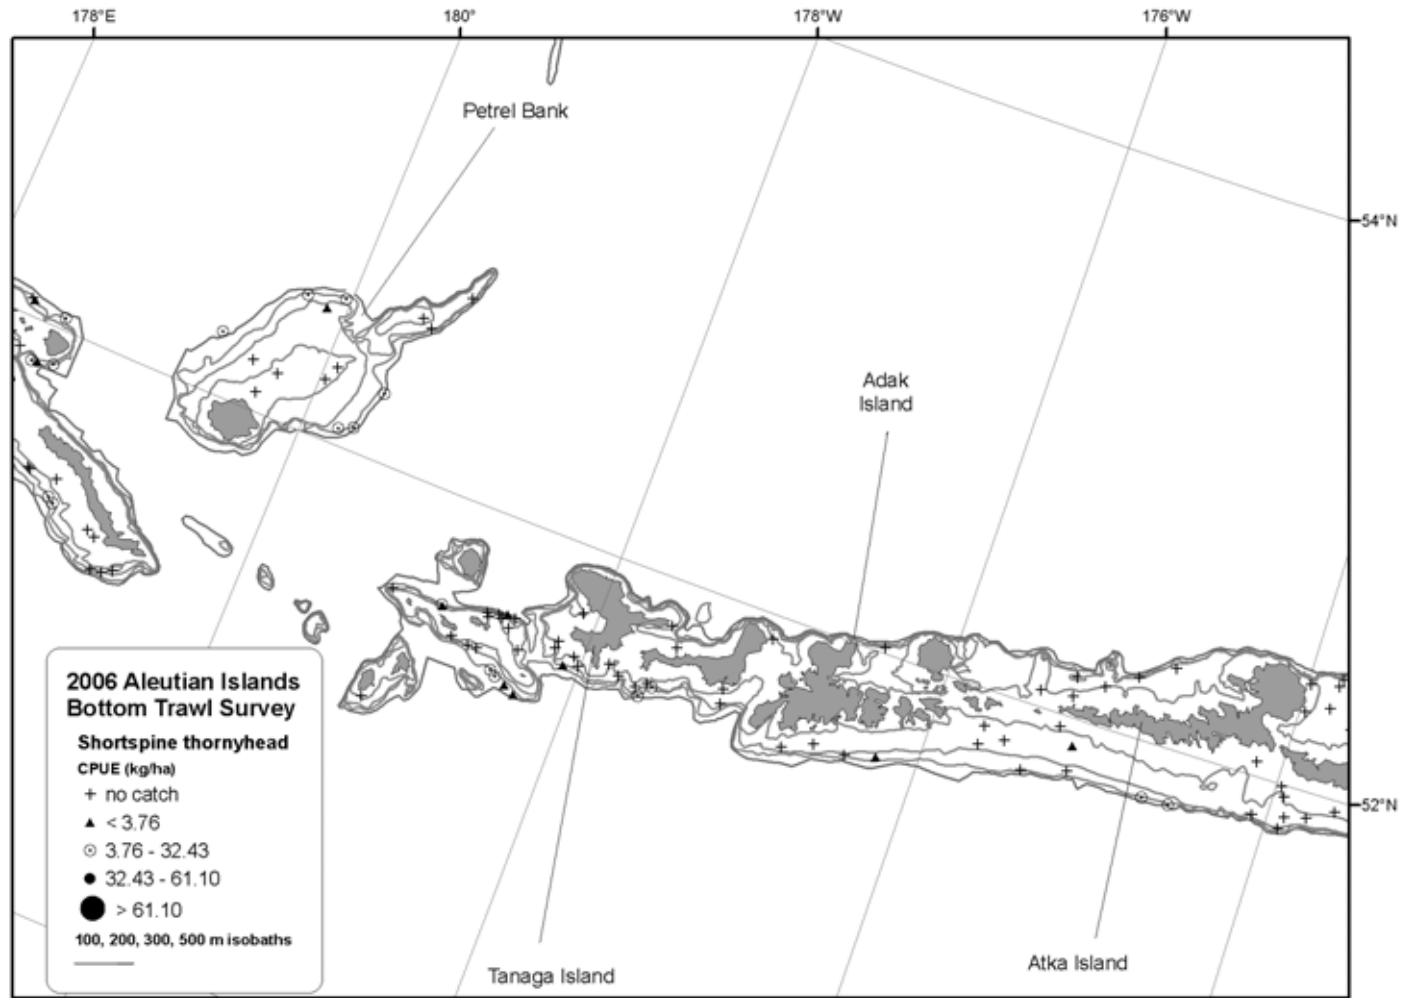 178°E
180°
178°W
176°W
Petrel Bank
54°N
Adak
Island
2006 Aleutian Islands
Bottom Trawl Survey
Shortspine thornyhead
CPUE (kg/ha)
no catch
< 3.76
3.76 - 32.43
32.43 - 61.10
> 61.10
100, 200, 300, 500 m isobaths
52°N
Atka Island
Tanaga Island